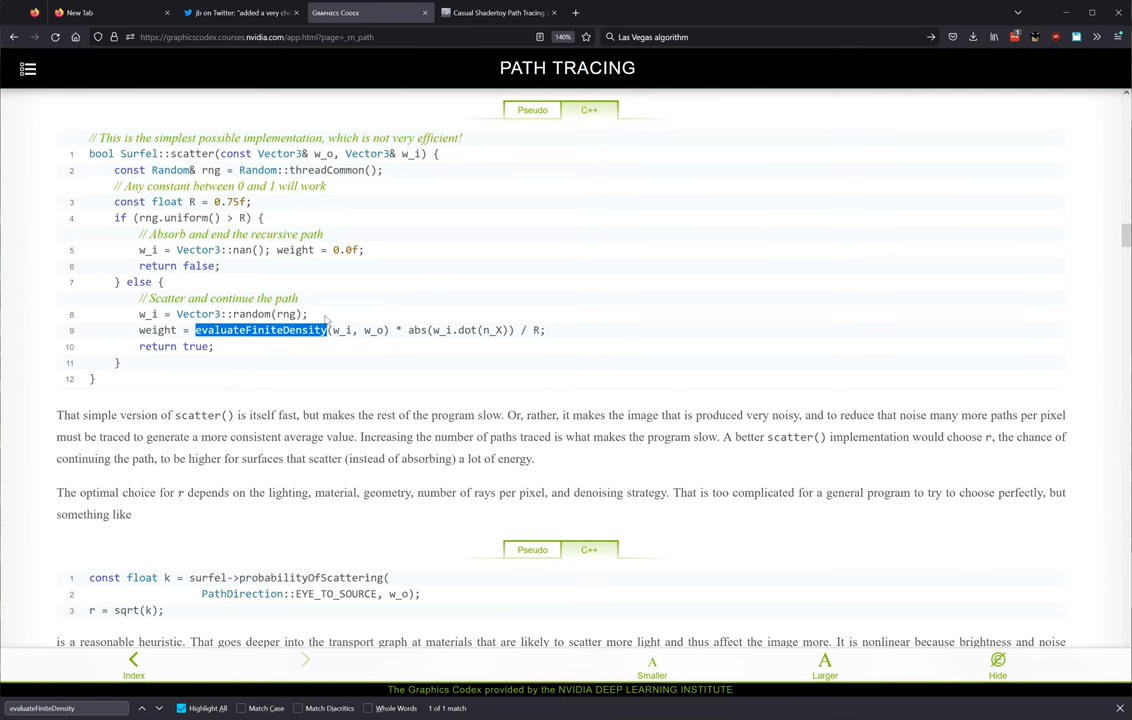 New Tab
jb on Twitter: "added a very che
Graphics Codex
Casual Shadertoy Path Tracing 2
https://graphicscodex.courses.nvidia.com/app.html?page=_rn_path
140%
Las Vegas algorithm
PATH TRACING
Pseudo
C++
// This is the simplest possible implementation, which is not very efficient!
1 bool Surfel::scatter(const Vector3& w_o, Vector3& w_i) {
2 const Random& rng = Random::threadCommon();
// Any constant between 0 and 1 will work
3 const float R = 0.75f;
4 if (rng.uniform() > R) {
// Absorb and end the recursive path
5 w_i = Vector3::nan(); weight = 0.0f;
6 return false;
7 } else {
// Scatter and continue the path
8 w_i = Vector3::random(rng);
9 weight = evaluateFiniteDensity(w_i, w_o) * abs(w_i.dot(n_X)) / R;
10 return true;
11 }
12 }
That simple version of scatter() is itself fast, but makes the rest of the program slow. Or, rather, it makes the image that is produced very noisy, and to reduce that noise many more paths per pixel
must be traced to generate a more consistent average value. Increasing the number of paths traced is what makes the program slow. A better scatter() implementation would choose r, the chance of
continuing the path, to be higher for surfaces that scatter (instead of absorbing) a lot of energy.
The optimal choice for r depends on the lighting, material, geometry, number of rays per pixel, and denoising strategy. That is too complicated for a general program to try to choose perfectly, but
something like
Pseudo
C++
1 const float k = surfel->probabilityOfScattering(
2 PathDirection::EYE_TO_SOURCE, w_o);
3 r = sqrt(k);
is a reasonable heuristic. That goes deeper into the transport graph at materials that are likely to scatter more light and thus affect the image more. It is nonlinear because brightness and noise
Index
A
Smaller
A
Larger
Hide
The Graphics Codex provided by the NVIDIA DEEP LEARNING INSTITUTE
evaluateFiniteDensity
Highlight All
Match Case
Match Diacritics
Whole Words
1 of 1 match